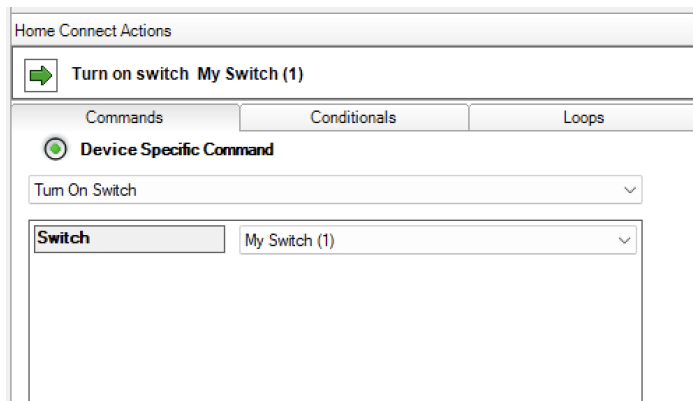 Home Connect Actions
Turn on switch My Switch (1)
Commands Conditionals Loops
Device Specific Command
Turn On Switch
Switch My Switch (1)